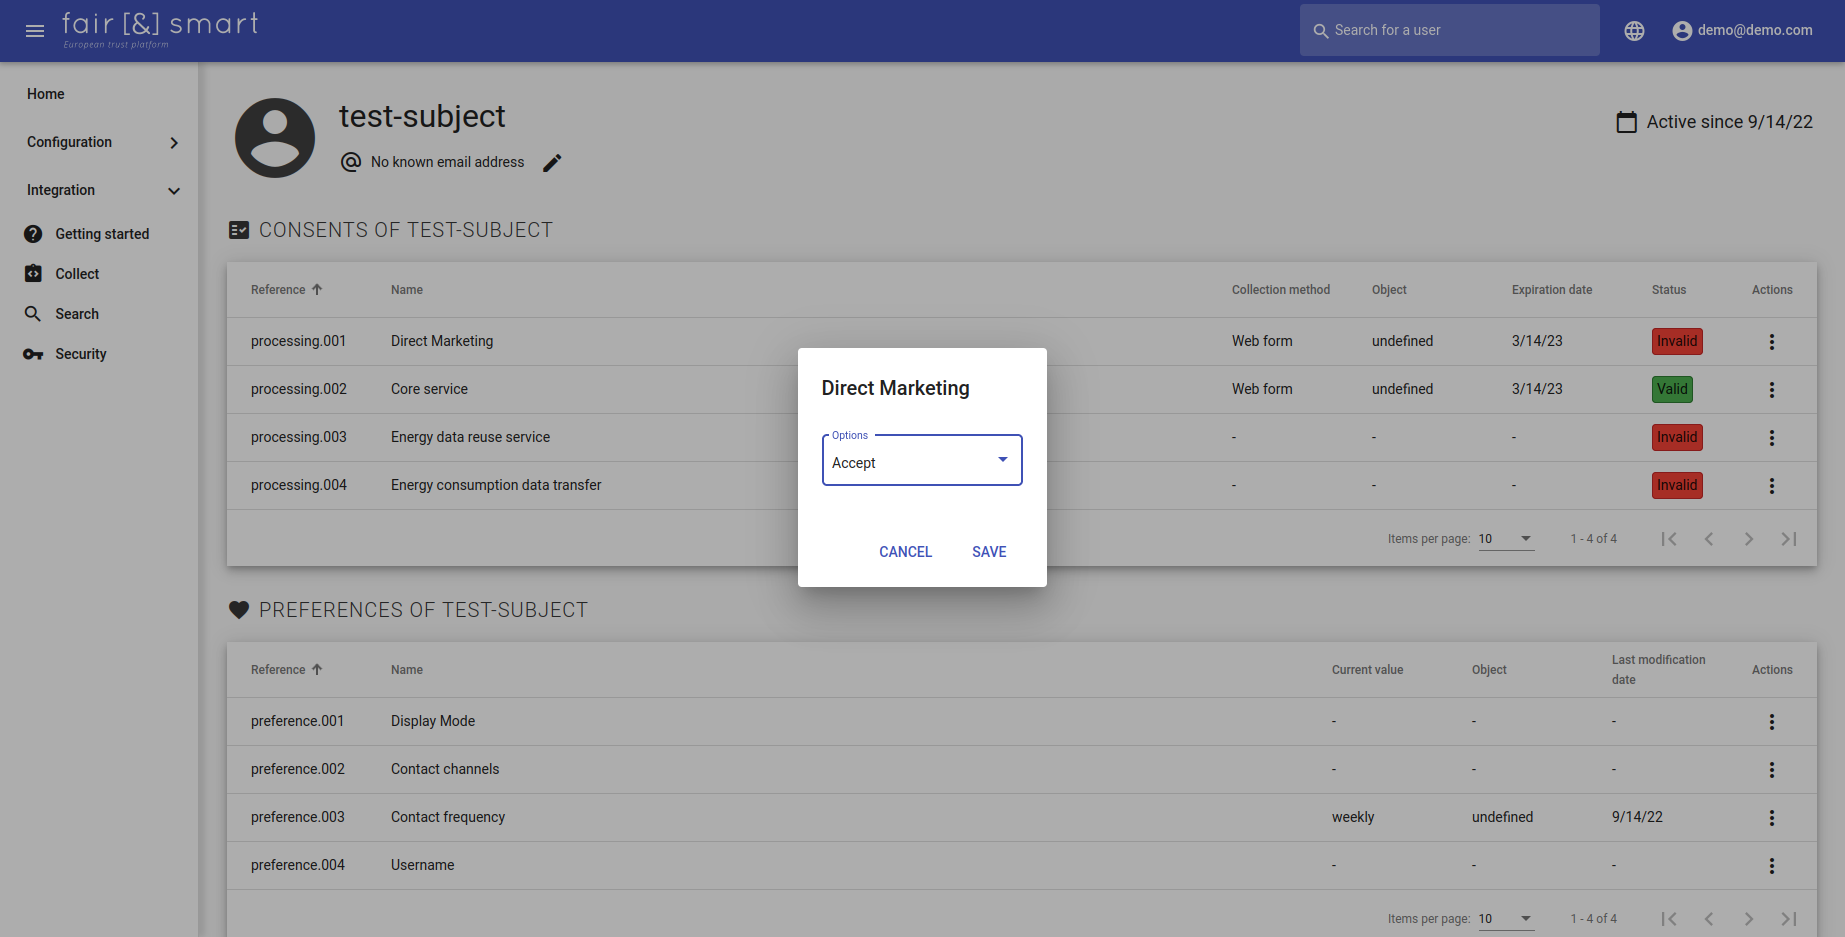 fair [&] smart
European trust platform
Search for a user
demo@demo.com
Home
Configuration
Integration
Getting started
Collect
Search
Security
test-subject
No known email address
Active since 9/14/22
CONSENTS OF TEST-SUBJECT
Reference Name Collection method Object Expiration date Status Actions
processing.001 Direct Marketing Web form undefined 3/14/23 Invalid
processing.002 Core service Web form undefined 3/14/23 Valid
processing.003 Energy data reuse service - - - Invalid
processing.004 Energy consumption data transfer - - - Invalid
Items per page: 10 1 - 4 of 4
Direct Marketing
Options
Accept
CANCEL SAVE
PREFERENCES OF TEST-SUBJECT
Reference Name Current value Object Last modification date Actions
preference.001 Display Mode - - -
preference.002 Contact channels - - -
preference.003 Contact frequency weekly undefined 9/14/22
preference.004 Username - - -
Items per page: 10 1 - 4 of 4